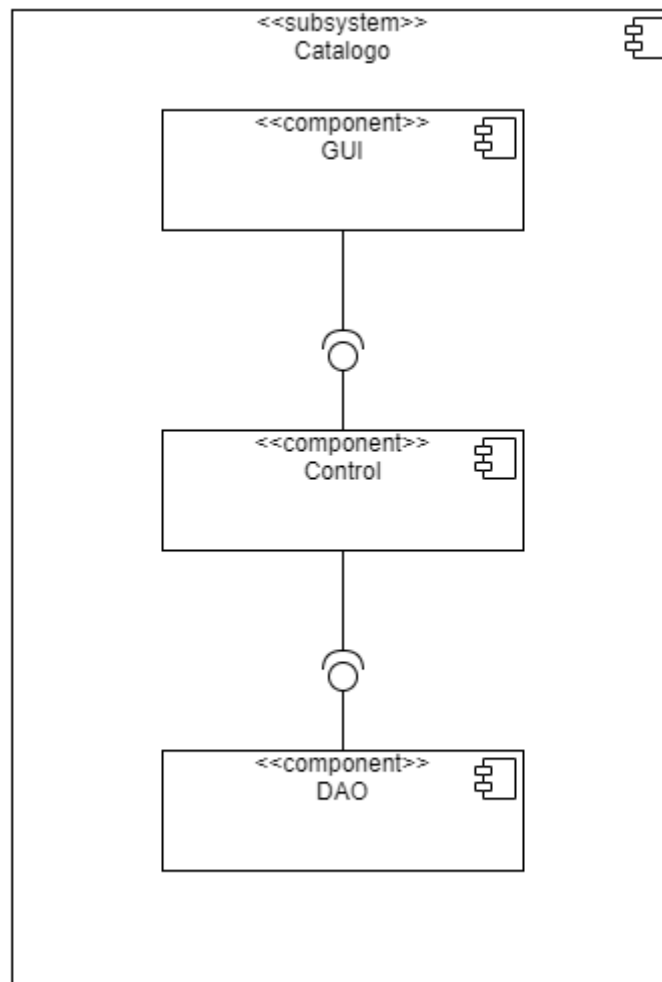 <<subsystem>>
Catalogo
<<component>>
GUI
<<component>>
Control
<<component>>
DAO